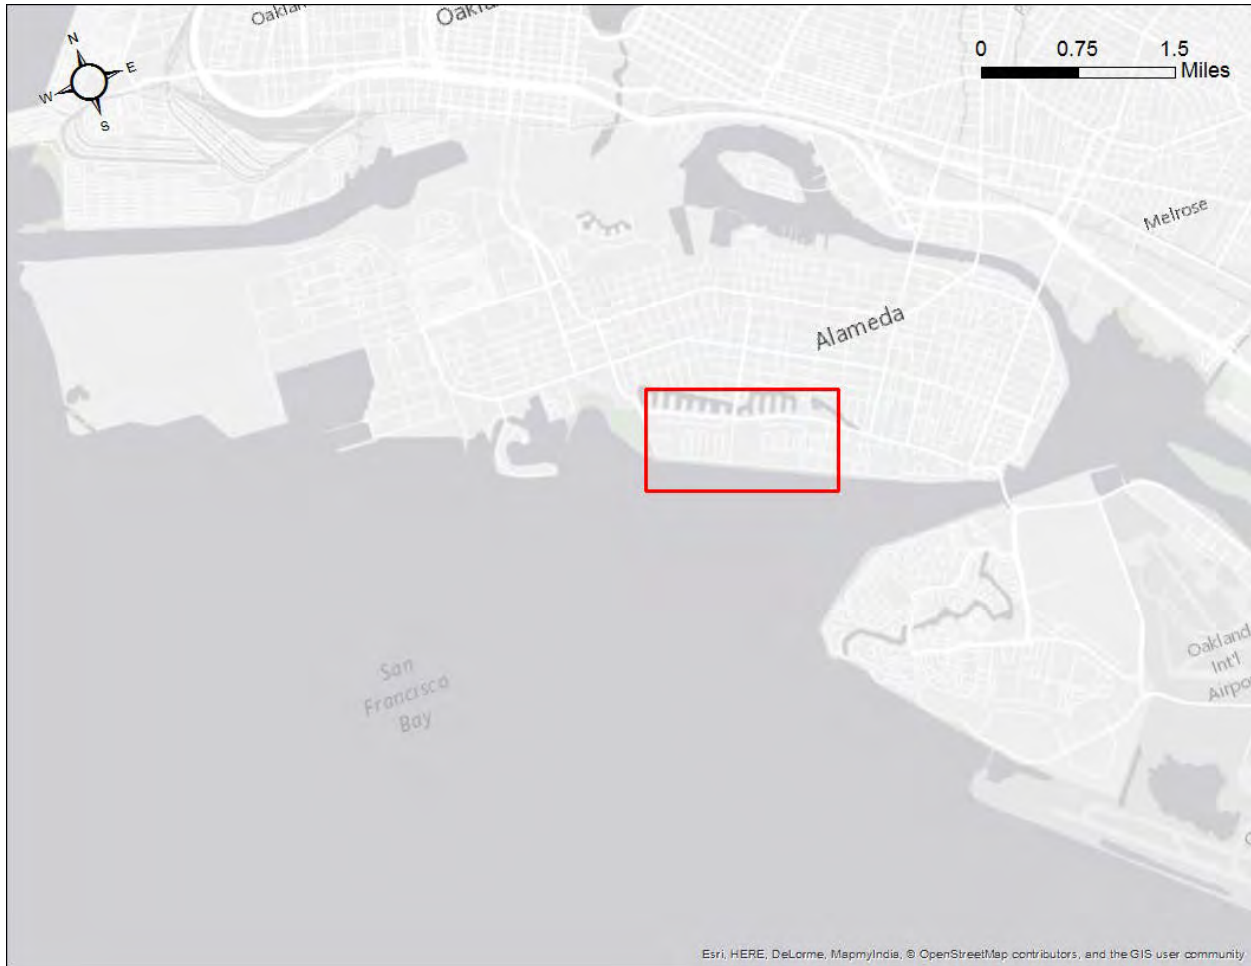 Oakland
N
E
W
S
0 0.75 1.5
Miles
Melrose
Alameda
San
Francisco
Bay
Oakland
Int'l
Esri, HERE, DeLorme, MapmyIndia, © OpenStreetMap contributors, and the GIS user community